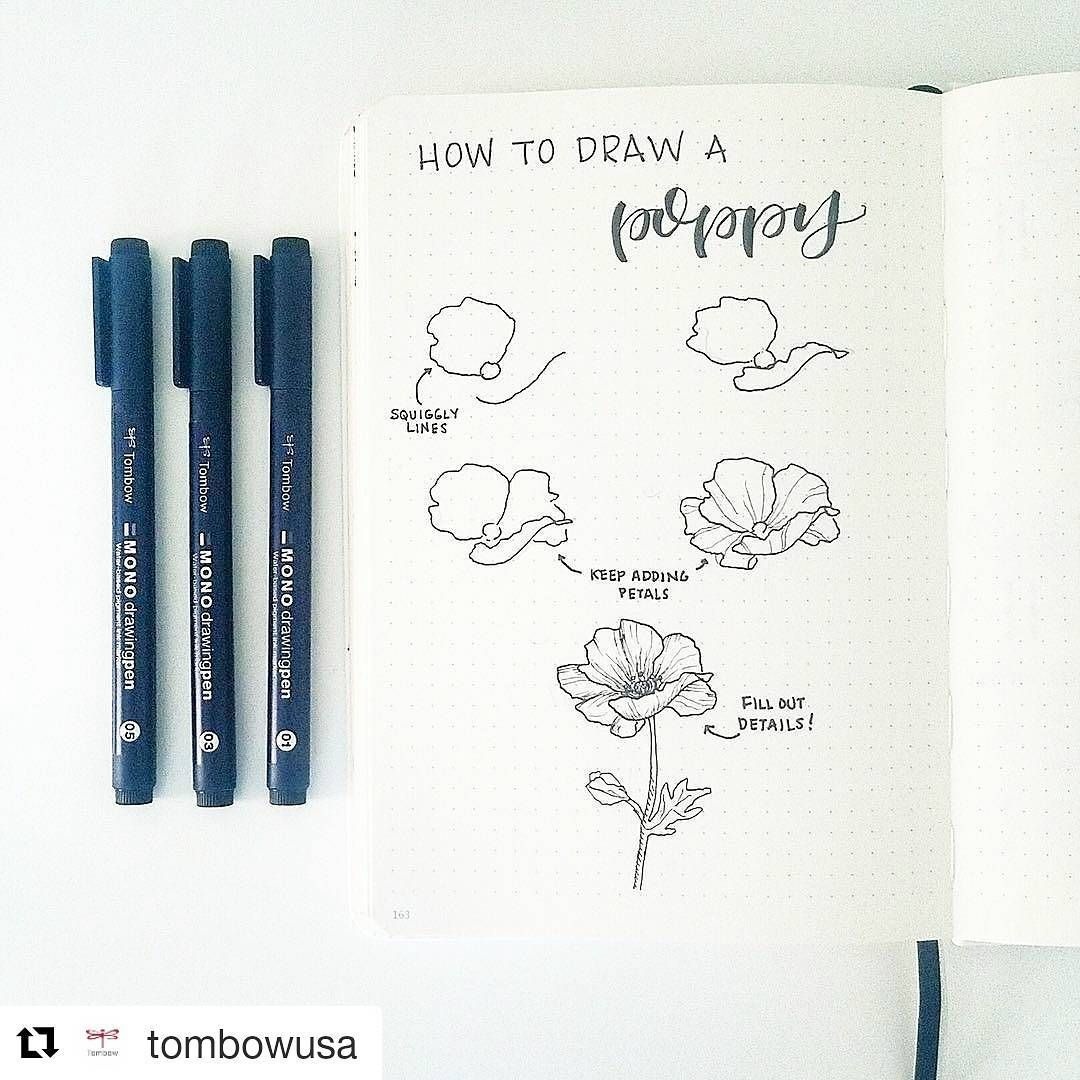 HOW TO DRAW A
poppy
SQUIGGLY
LINES
KEEP ADDING
PETALS
FILL OUT
DETAILS!
163
Tombow
MONO drawingpen
Water-based pigment ink marker
05
Tombow
MONO drawingpen
Water-based pigment ink marker
03
Tombow
MONO drawingpen
Water-based pigment ink marker
01
Tombow
tombowusa